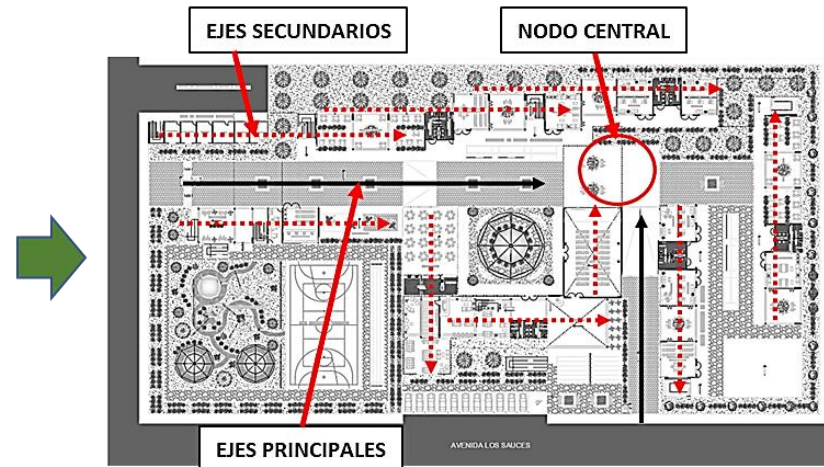 EJES SECUNDARIOS
NODO CENTRAL
EJES PRINCIPALES
AVENIDA LOS SAUCES